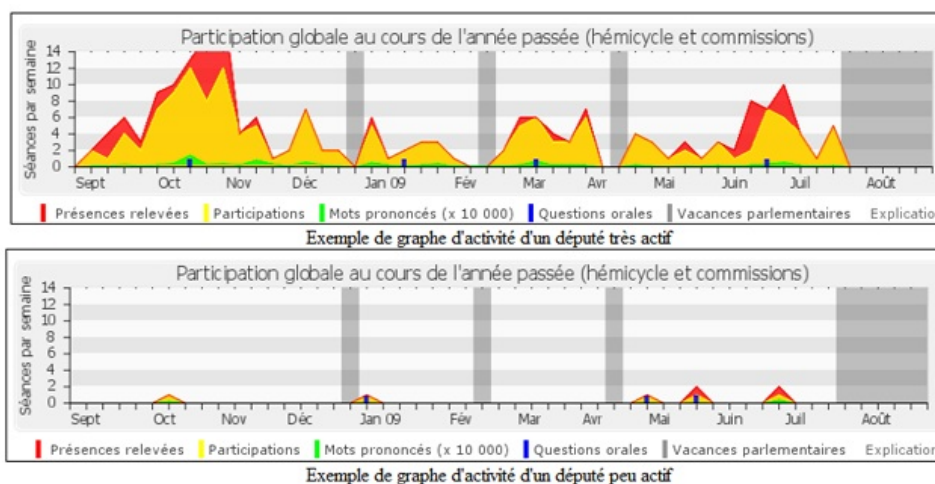 Participation globale au cours de l'année passée (hémicycle et commissions)
Séances par semaine
14
12
10
8
6
4
2
0
Sept Oct Nov Déc Jan 09 Fév Mar Avr Mai Juin Juil Août
Présences relevées Participations Mots prononcés (x 10 000) Questions orales Vacances parlementaires Explication
Exemple de graphe d'activité d'un député très actif
Participation globale au cours de l'année passée (hémicycle et commissions)
Séances par semaine
14
12
10
8
6
4
2
0
Sept Oct Nov Déc Jan 09 Fév Mar Avr Mai Juin Juil Août
Présences relevées Participations Mots prononcés (x 10 000) Questions orales Vacances parlementaires Explication
Exemple de graphe d'activité d'un député peu actif